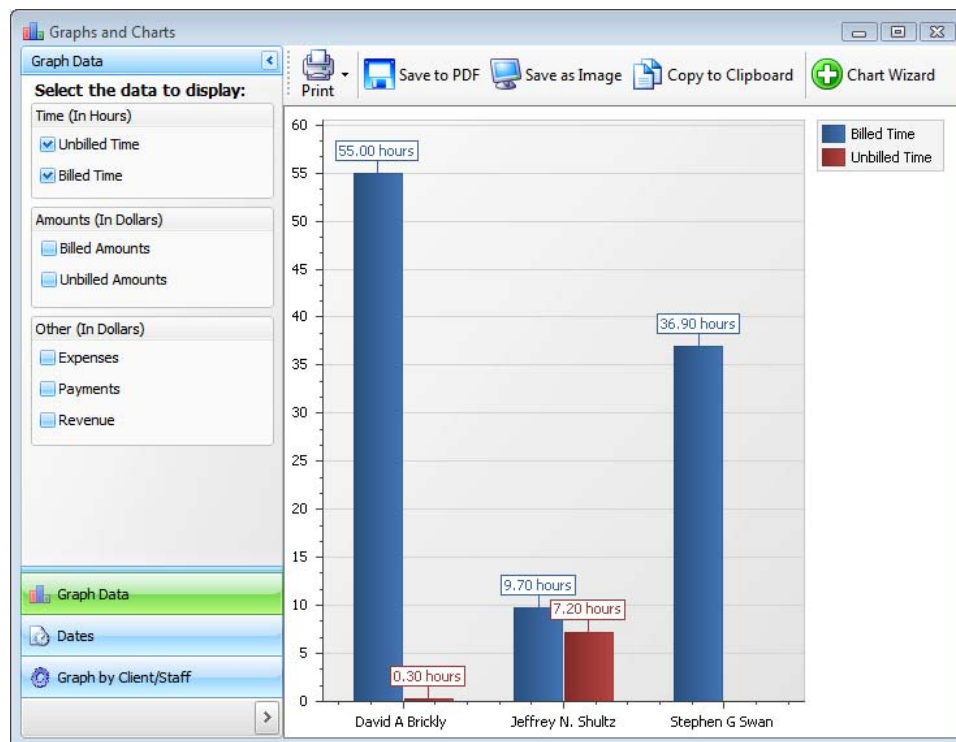 Graphs and Charts
Graph Data
Select the data to display:
Time (In Hours)
Unbilled Time
Billed Time
Amounts (In Dollars)
Billed Amounts
Unbilled Amounts
Other (In Dollars)
Expenses
Payments
Revenue
Graph Data
Dates
Graph by Client/Staff
Print
Save to PDF
Save as Image
Copy to Clipboard
Chart Wizard
60
55
50
45
40
35
30
25
20
15
10
5
0
55.00 hours
0.30 hours
9.70 hours
7.20 hours
36.90 hours
David A Brickly
Jeffrey N. Shultz
Stephen G Swan
Billed Time
Unbilled Time